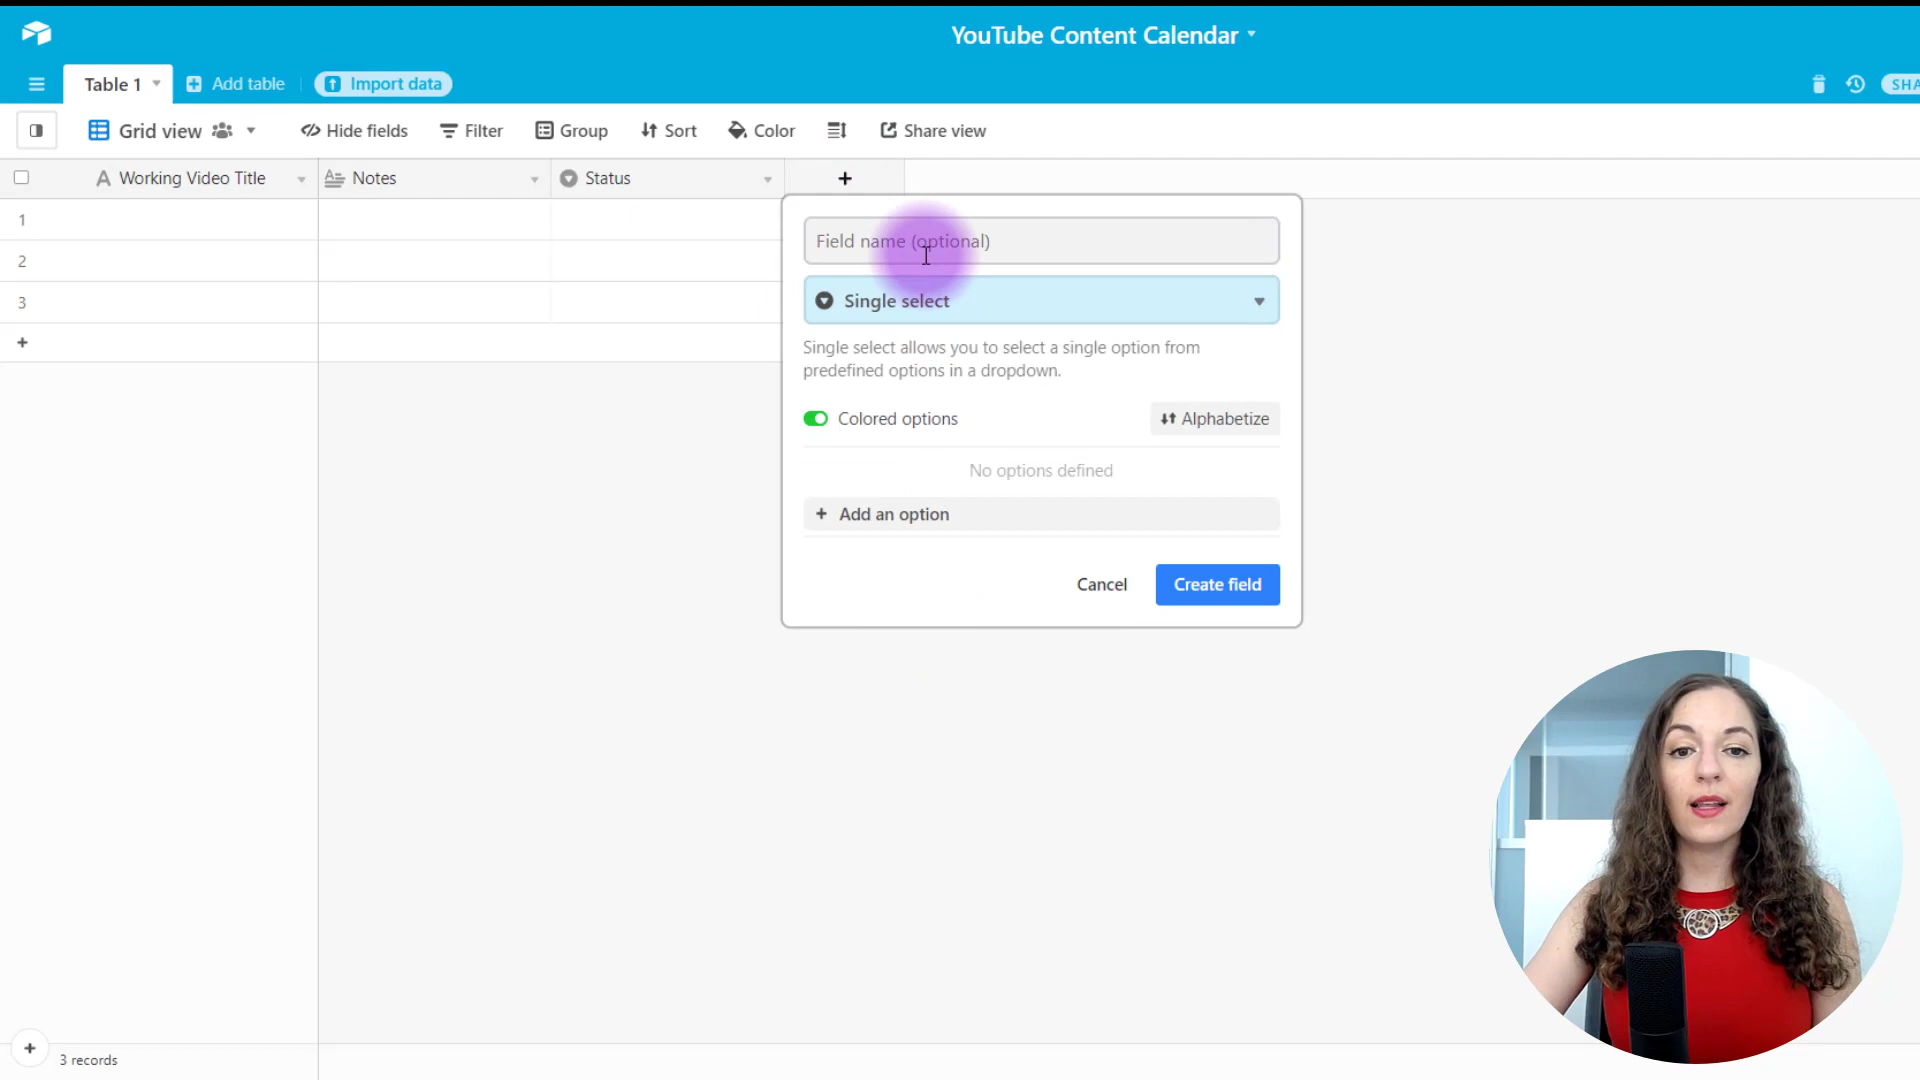 YouTube Content Calendar
Table 1
Add table
Import data
SHA
Grid view
Hide fields
Filter
Group
Sort
Color
Share view
Working Video Title
Notes
Status
+
1
2
3
+
Field name (optional)
Single select
Single select allows you to select a single option from
predefined options in a dropdown.
Colored options
Alphabetize
No options defined
+ Add an option
Cancel
Create field
+
3 records